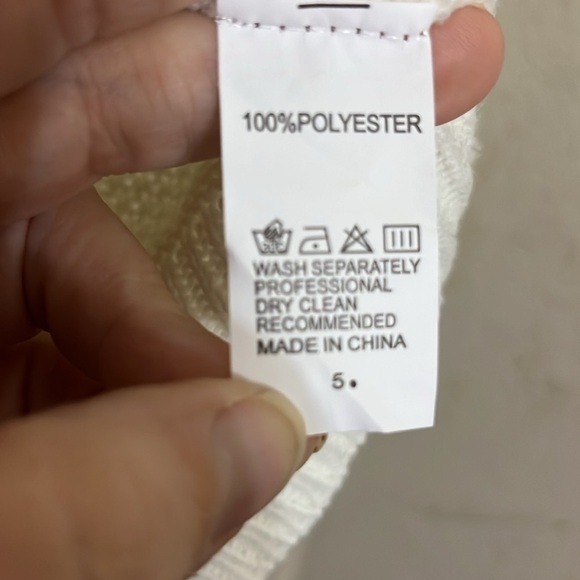 100%POLYESTER
WASH SEPARATELY
PROFESSIONAL
DRY CLEAN
RECOMMENDED
MADE IN CHINA
5.